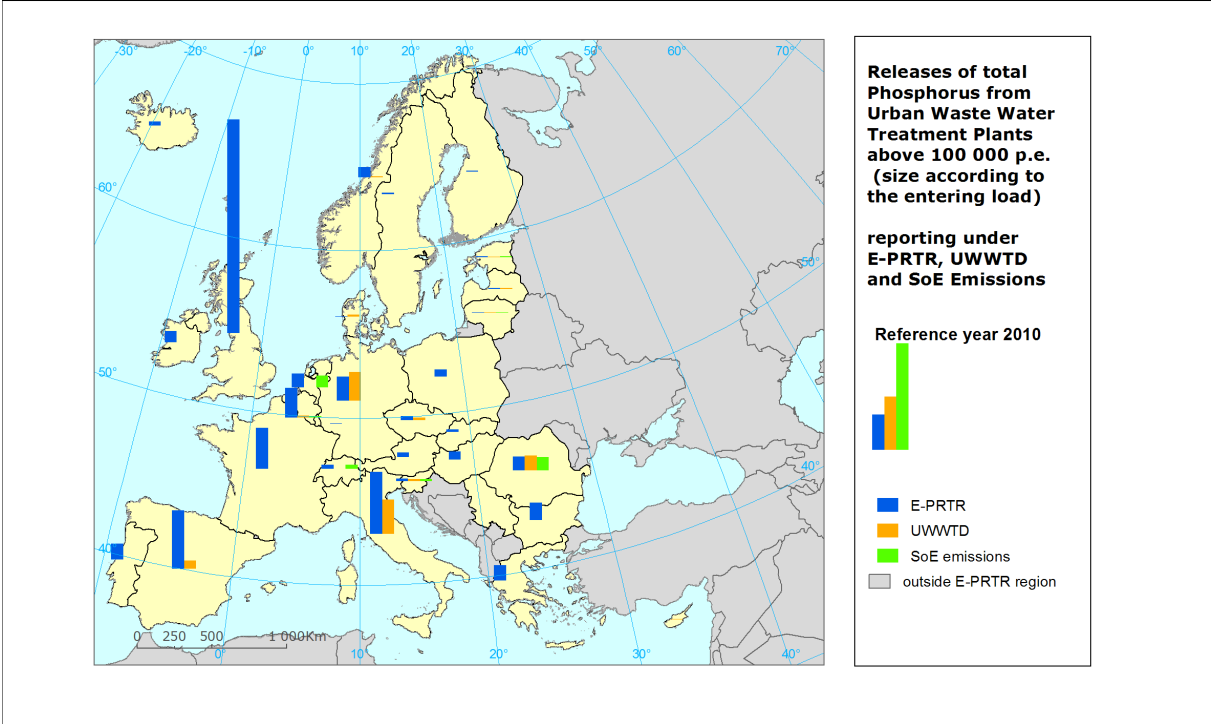 -30° -20° -10° 0° 10° 20° 30° 40° 50° 60° 70°
60°
50°
50°
40°
40°
0 250 500 1 000Km
0° 10° 20° 30° 40°
Releases of total
Phosphorus from
Urban Waste Water
Treatment Plants
above 100 000 p.e.
(size according to
the entering load)
reporting under
E-PRTR, UWWTD
and SoE Emissions
Reference year 2010
E-PRTR
UWWTD
SoE emissions
outside E-PRTR region